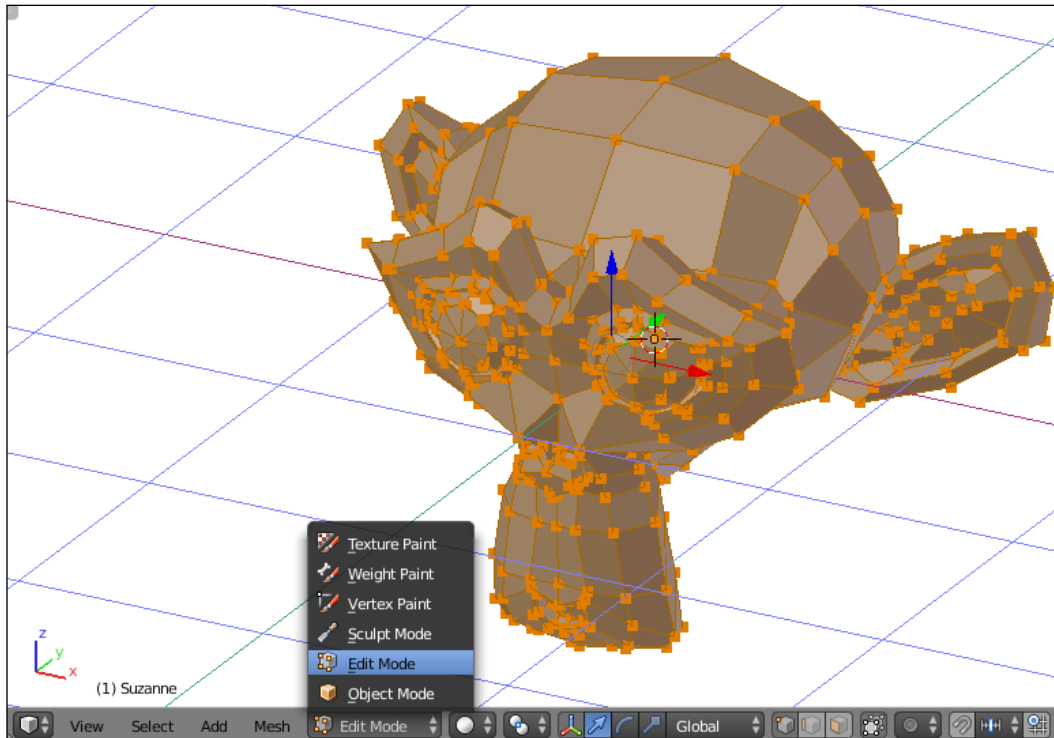 Texture Paint
Weight Paint
Vertex Paint
Sculpt Mode
Edit Mode
Object Mode
z
y
x
(1) Suzanne
View Select Add Mesh Edit Mode Global